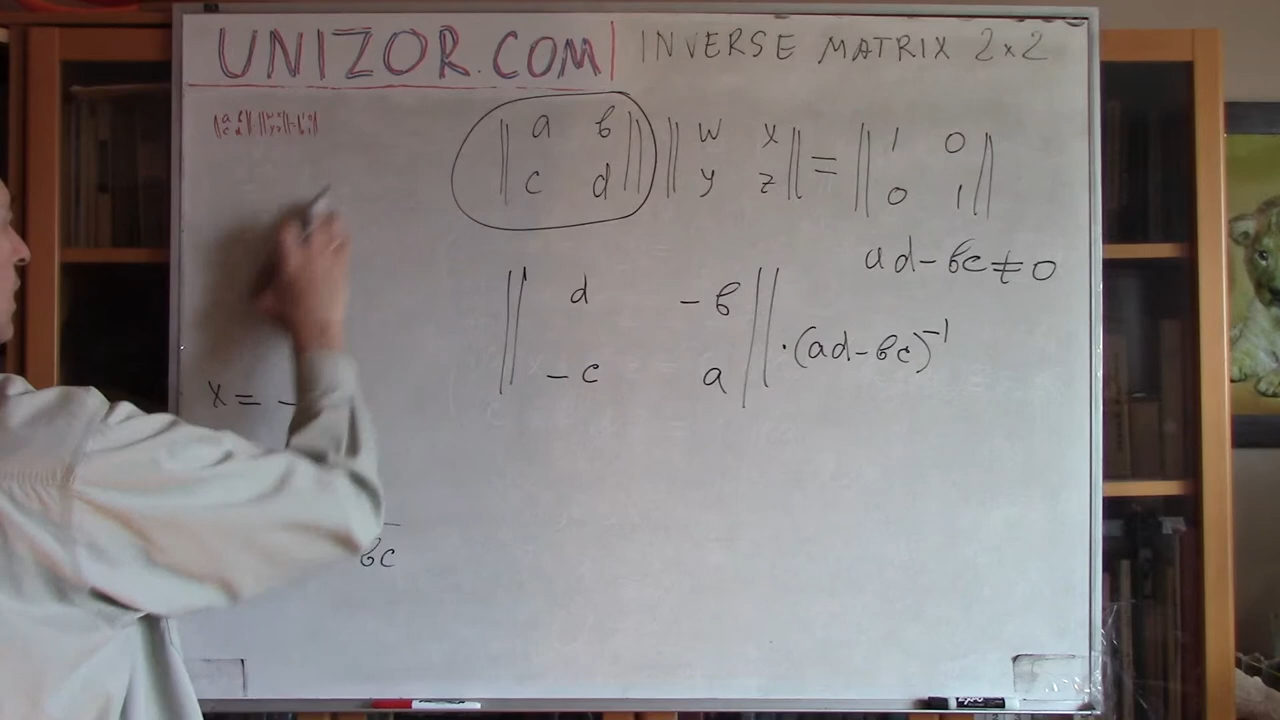 UNIZOR.COM | INVERSE MATRIX 2×2
‖ a b ‖ ‖ w x ‖ = ‖ 1 0 ‖
‖ c d ‖ ‖ y z ‖ ‖ 0 1 ‖
ad - bc ≠ 0
‖ d -b ‖ · (ad - bc)⁻¹
‖ -c a ‖
x = -
bc